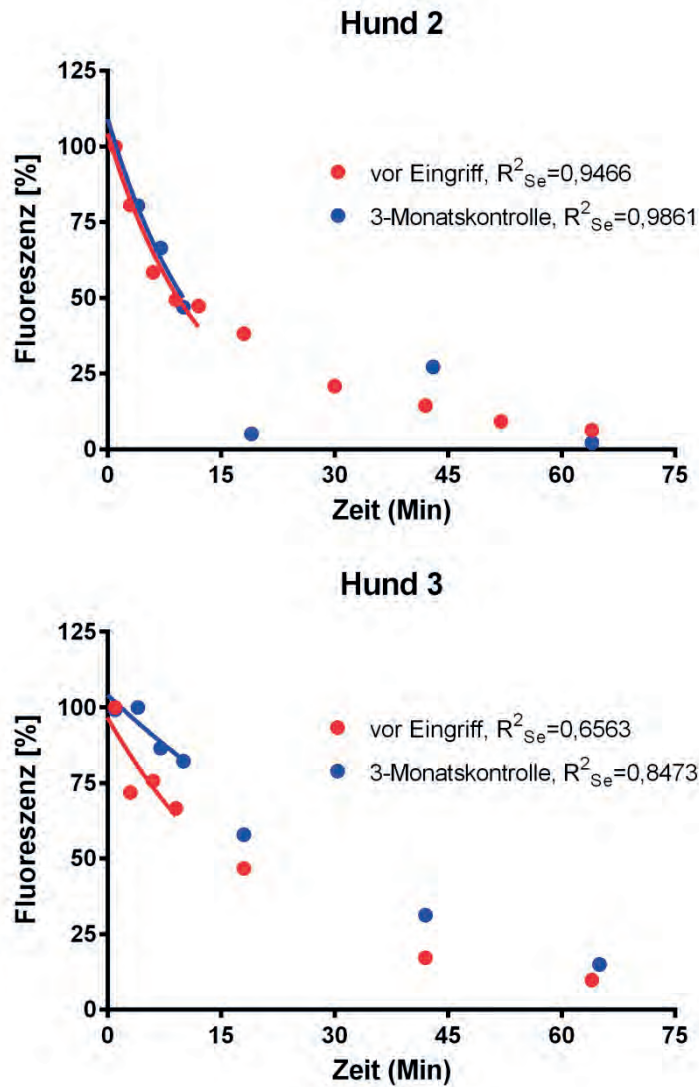 Hund 2
Fluoreszenz [%]
125
100
75
50
25
0
vor Eingriff, R²Se=0,9466
3-Monatskontrolle, R²Se=0,9861
0 15 30 45 60 75
Zeit (Min)
Hund 3
Fluoreszenz [%]
125
100
75
50
25
0
vor Eingriff, R²Se=0,6563
3-Monatskontrolle, R²Se=0,8473
0 15 30 45 60 75
Zeit (Min)